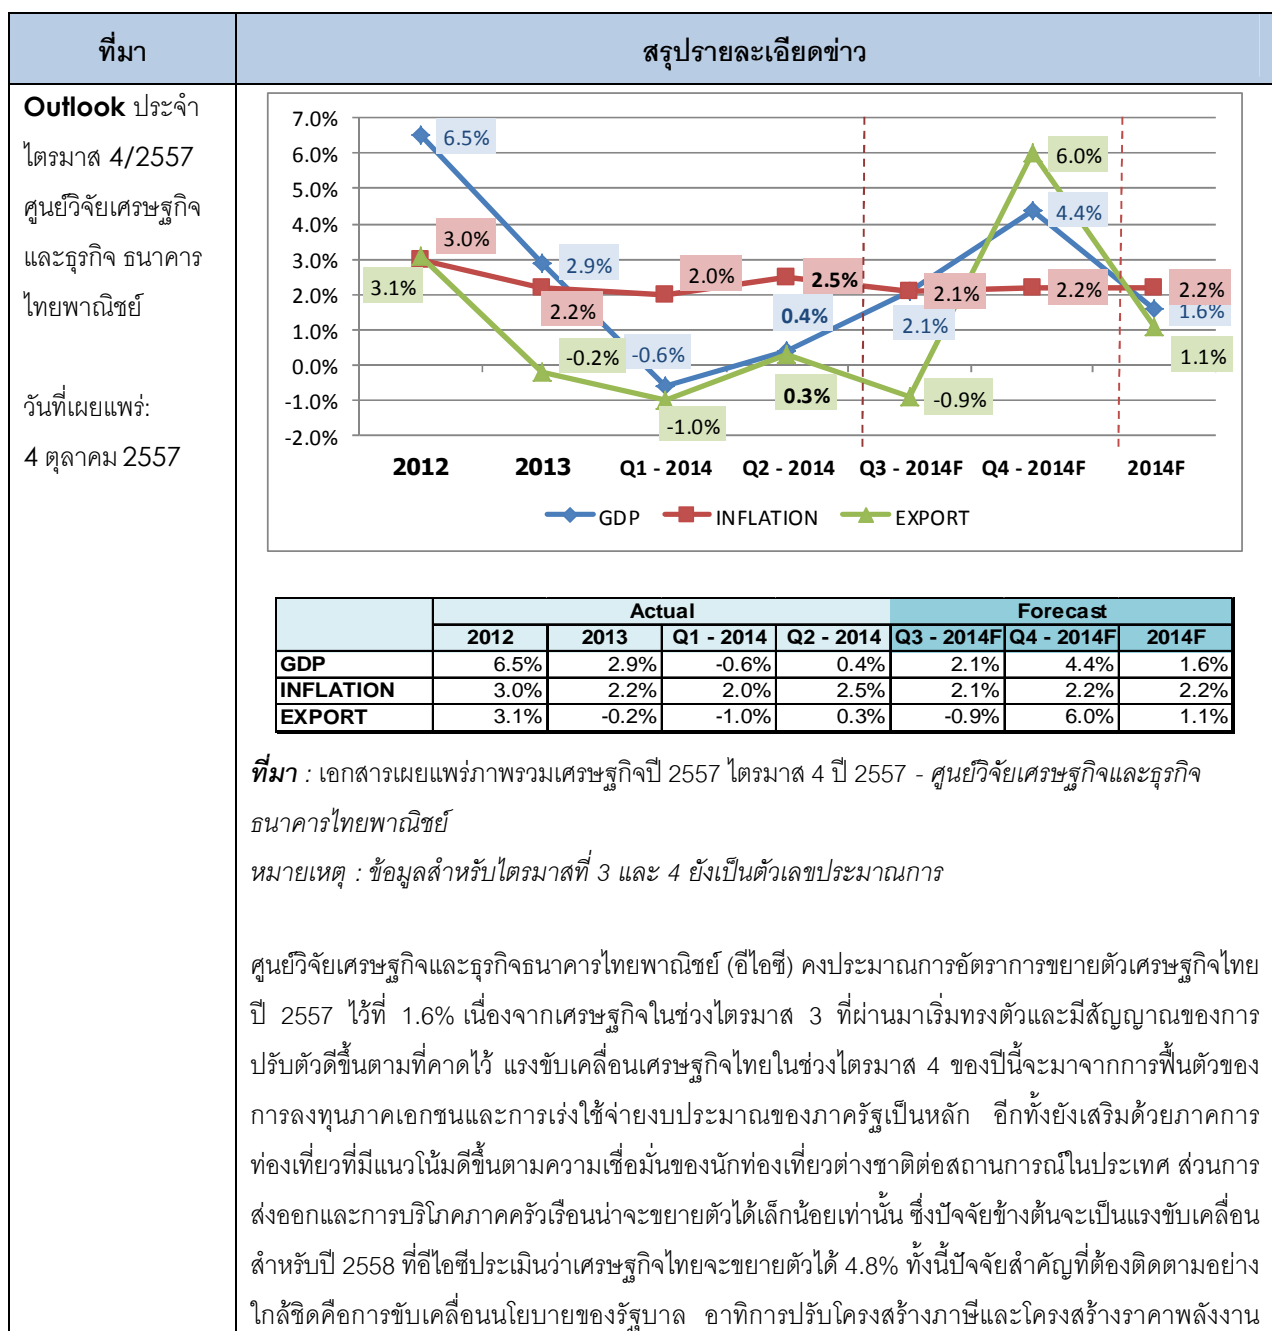 ที่มา
สรุปรายละเอียดข่าว
Outlook ประจำ
ไตรมาส 4/2557
ศูนย์วิจัยเศรษฐกิจ
และธุรกิจ ธนาคาร
ไทยพาณิชย์
วันที่เผยแพร่:
4 ตุลาคม 2557
7.0%
6.0%
5.0%
4.0%
3.0%
2.0%
1.0%
0.0%
-1.0%
-2.0%
6.5%
2.9%
-0.6%
0.4%
2.1%
4.4%
1.6%
3.0%
2.2%
2.0%
2.5%
2.1%
2.2%
2.2%
3.1%
-0.2%
-1.0%
0.3%
-0.9%
6.0%
1.1%
2012 2013 Q1 - 2014 Q2 - 2014 Q3 - 2014F Q4 - 2014F 2014F
GDP INFLATION EXPORT
Actual Forecast
2012 2013 Q1 - 2014 Q2 - 2014 Q3 - 2014F Q4 - 2014F 2014F
GDP 6.5% 2.9% -0.6% 0.4% 2.1% 4.4% 1.6%
INFLATION 3.0% 2.2% 2.0% 2.5% 2.1% 2.2% 2.2%
EXPORT 3.1% -0.2% -1.0% 0.3% -0.9% 6.0% 1.1%
ที่มา : เอกสารเผยแพร่ภาพรวมเศรษฐกิจปี 2557 ไตรมาส 4 ปี 2557 - ศูนย์วิจัยเศรษฐกิจและธุรกิจ
ธนาคารไทยพาณิชย์
หมายเหตุ : ข้อมูลสำหรับไตรมาสที่ 3 และ 4 ยังเป็นตัวเลขประมาณการ
ศูนย์วิจัยเศรษฐกิจและธุรกิจธนาคารไทยพาณิชย์ (อีไอซี) คงประมาณการอัตราการขยายตัวเศรษฐกิจไทย
ปี 2557 ไว้ที่ 1.6% เนื่องจากเศรษฐกิจในช่วงไตรมาส 3 ที่ผ่านมาเริ่มทรงตัวและมีสัญญาณของการ
ปรับตัวดีขึ้นตามที่คาดไว้ แรงขับเคลื่อนเศรษฐกิจไทยในช่วงไตรมาส 4 ของปีนี้จะมาจากการฟื้นตัวของ
การลงทุนภาคเอกชนและการเร่งใช้จ่ายงบประมาณของภาครัฐเป็นหลัก อีกทั้งยังเสริมด้วยภาคการ
ท่องเที่ยวที่มีแนวโน้มดีขึ้นตามความเชื่อมั่นของนักท่องเที่ยวต่างชาติต่อสถานการณ์ในประเทศ ส่วนการ
ส่งออกและการบริโภคภาคครัวเรือนน่าจะขยายตัวได้เล็กน้อยเท่านั้น ซึ่งปัจจัยข้างต้นจะเป็นแรงขับเคลื่อน
สำหรับปี 2558 ที่อีไอซีประเมินว่าเศรษฐกิจไทยจะขยายตัวได้ 4.8% ทั้งนี้ปัจจัยสำคัญที่ต้องติดตามอย่าง
ใกล้ชิดคือการขับเคลื่อนนโยบายของรัฐบาล อาทิการปรับโครงสร้างภาษีและโครงสร้างราคาพลังงาน